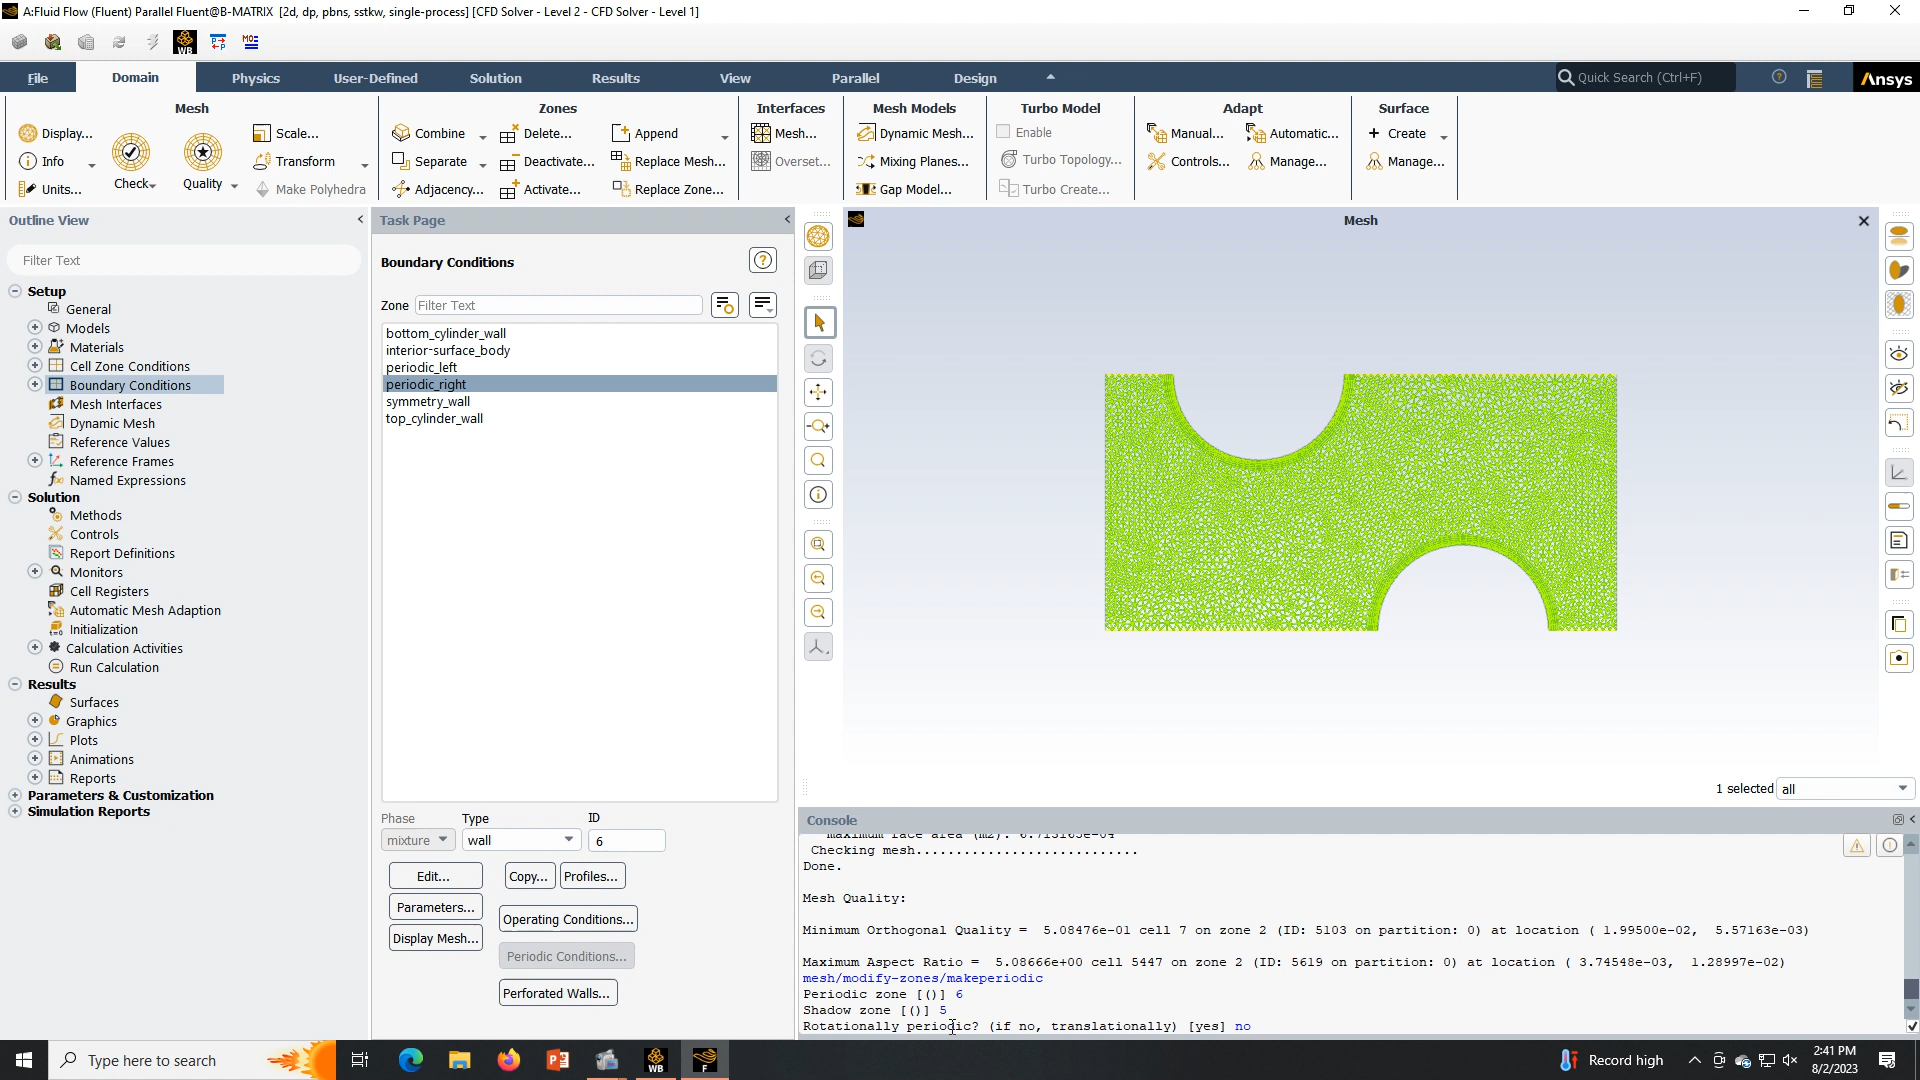 A:Fluid Flow (Fluent) Parallel Fluent@B-MATRIX [2d, dp, pbns, sstkw, single-process] [CFD Solver - Level 2 - CFD Solver - Level 1]
WB
File Domain Physics User-Defined Solution Results View Parallel Design Quick Search (Ctrl+F) Ansys
Mesh Zones Interfaces Mesh Models Turbo Model Adapt Surface
Display... Scale... Combine Delete... Append Mesh... Dynamic Mesh... Enable Manual... Automatic... Create
Info Transform Separate Deactivate... Replace Mesh... Overset... Mixing Planes... Turbo Topology... Controls... Manage... Manage...
Check Quality
Units... Make Polyhedra Adjacency... Activate... Replace Zone... Gap Model... Turbo Create...
Outline View
Filter Text
Setup
General
Models
Materials
Cell Zone Conditions
Boundary Conditions
Mesh Interfaces
Dynamic Mesh
Reference Values
Reference Frames
Named Expressions
Solution
Methods
Controls
Report Definitions
Monitors
Cell Registers
Automatic Mesh Adaption
Initialization
Calculation Activities
Run Calculation
Results
Surfaces
Graphics
Plots
Animations
Reports
Parameters & Customization
Simulation Reports
Task Page
Boundary Conditions
Zone Filter Text
bottom_cylinder_wall
interior-surface_body
periodic_left
periodic_right
symmetry_wall
top_cylinder_wall
Phase Type ID
mixture wall 6
Edit... Copy... Profiles...
Parameters... Operating Conditions...
Display Mesh... Periodic Conditions...
Perforated Walls...
Mesh
1 selected all
Console
maximum face area (m2): 6.713163e-04
Checking mesh............................
Done.
Mesh Quality:
Minimum Orthogonal Quality = 5.08476e-01 cell 7 on zone 2 (ID: 5103 on partition: 0) at location ( 1.99500e-02, 5.57163e-03)
Maximum Aspect Ratio = 5.08666e+00 cell 5447 on zone 2 (ID: 5619 on partition: 0) at location ( 3.74548e-03, 1.28997e-02)
mesh/modify-zones/makeperiodic
Periodic zone [()] 6
Shadow zone [()] 5
Rotationally periodic? (if no, translationally) [yes] no
Type here to search
WB
F
Record high
2:41 PM
8/2/2023